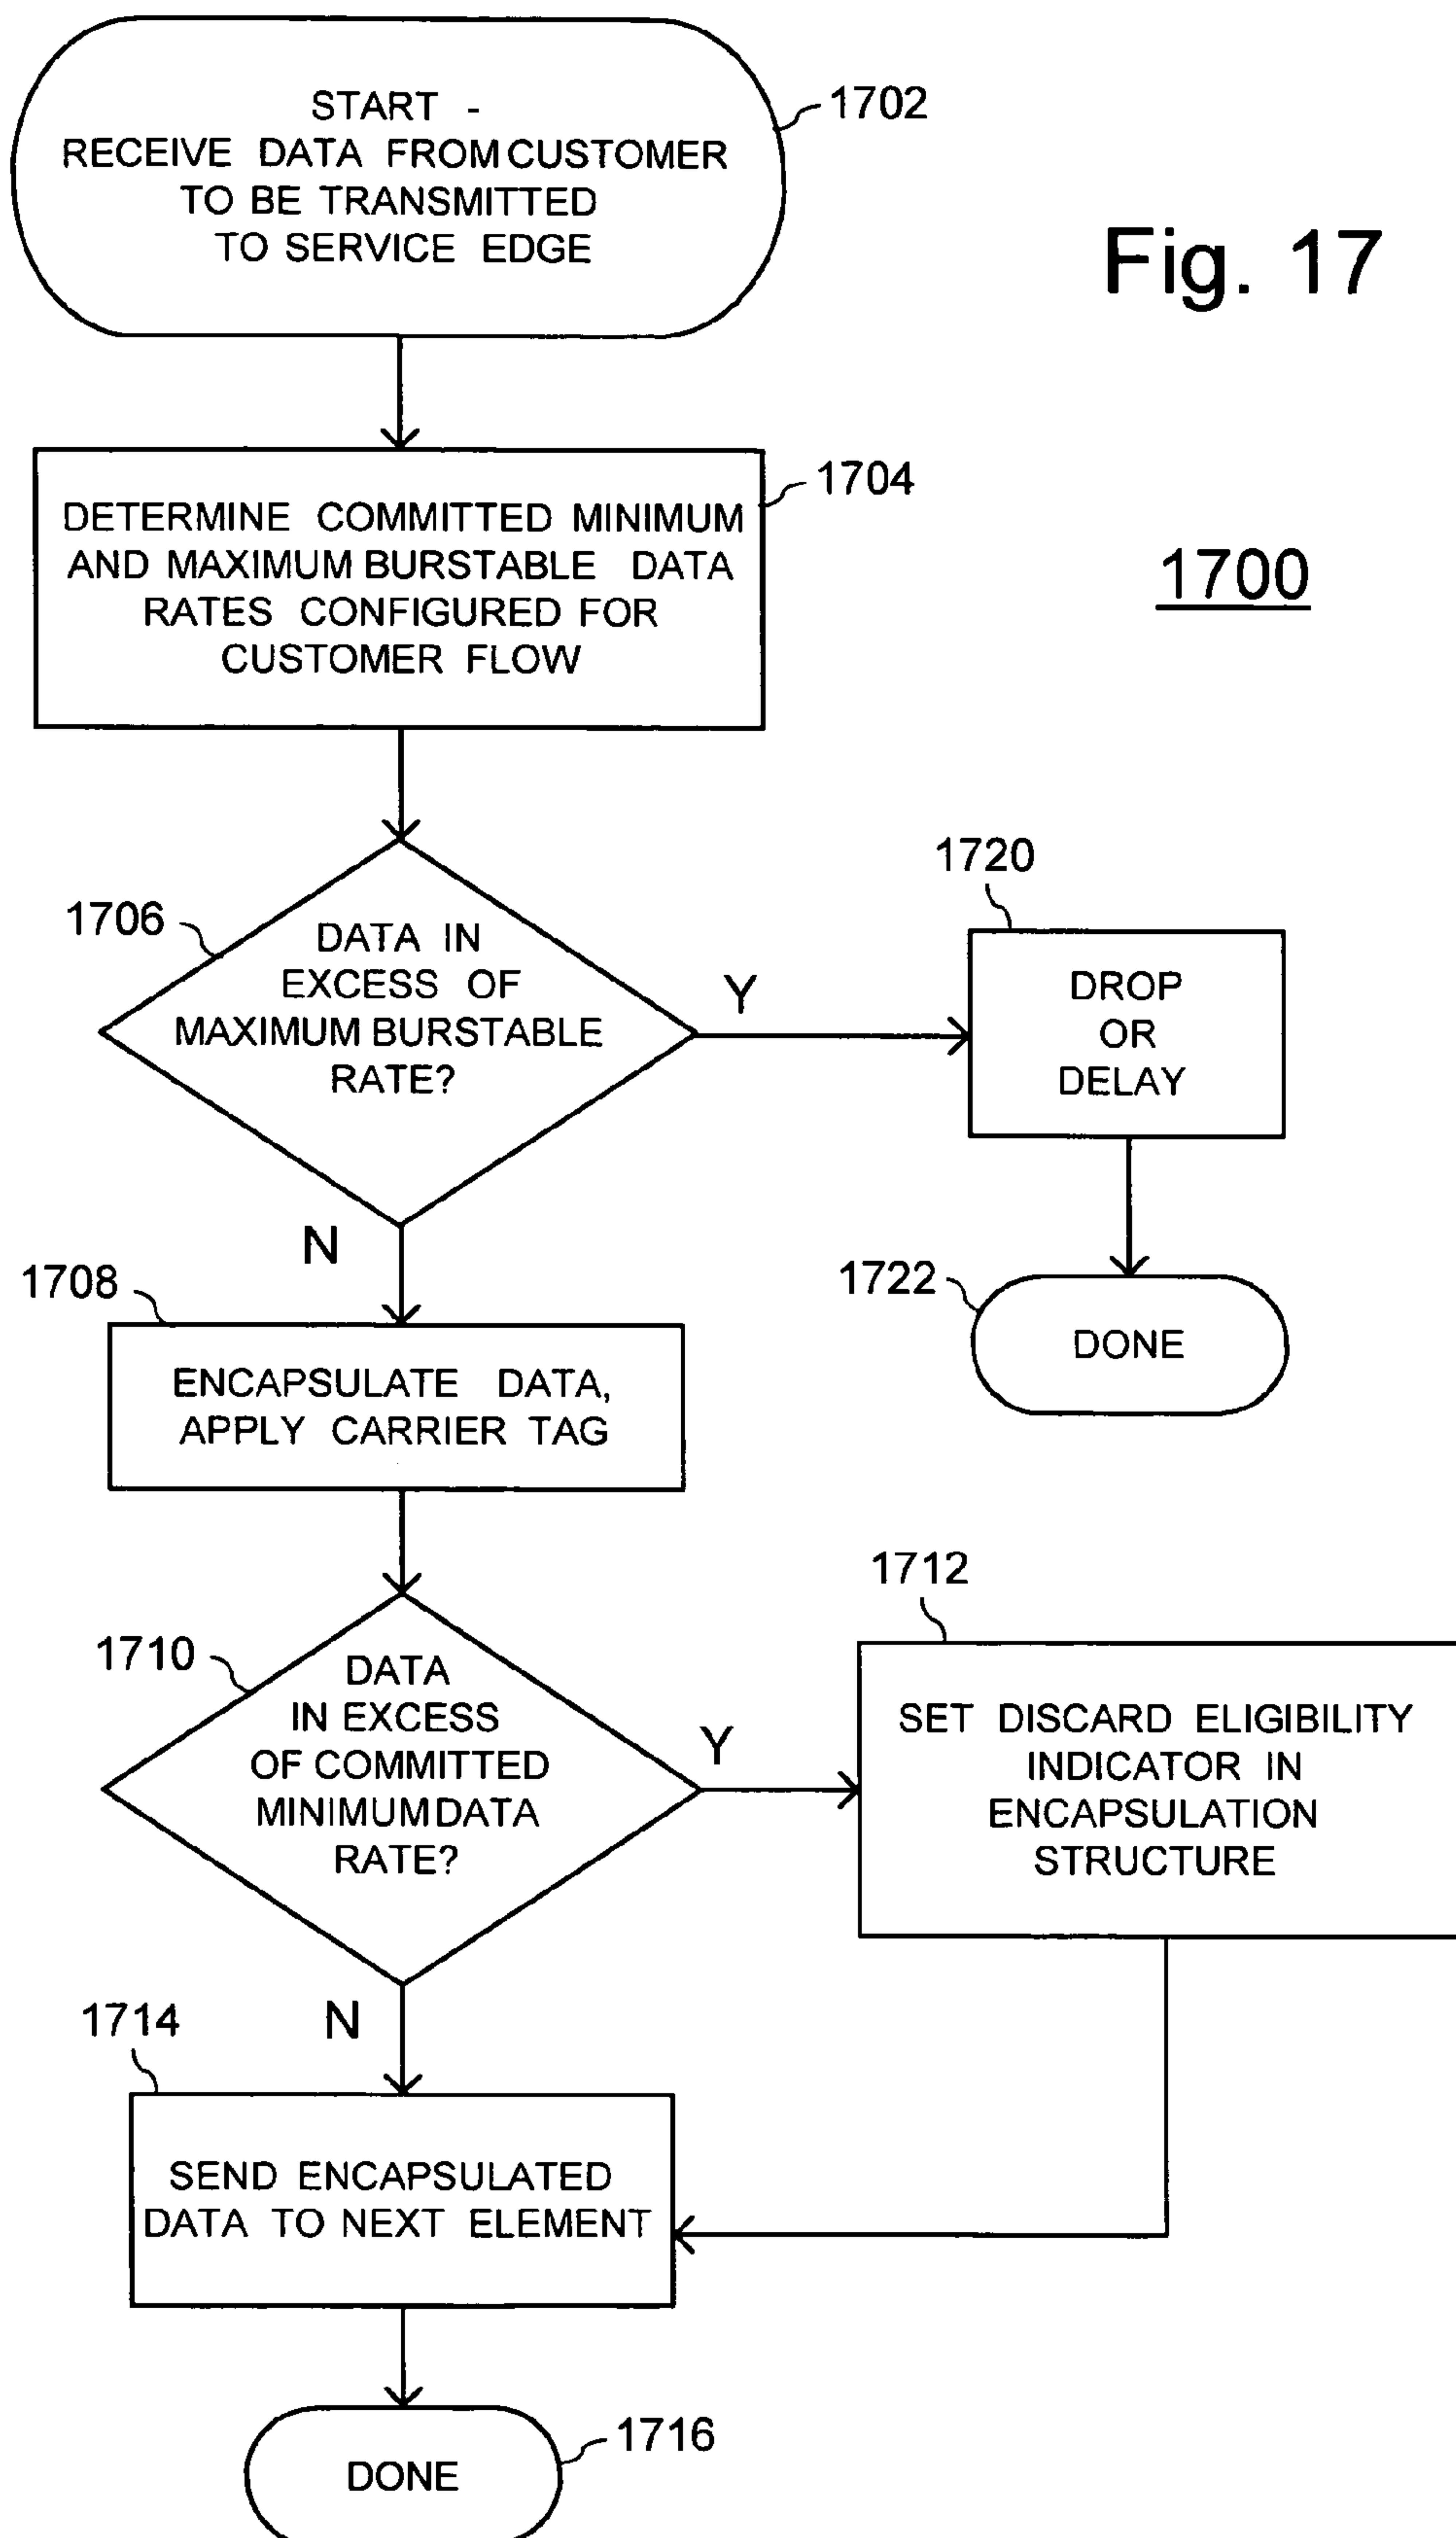 START -
RECEIVE DATA FROM CUSTOMER
TO BE TRANSMITTED
TO SERVICE EDGE
1702
Fig. 17
1704
DETERMINE COMMITTED MINIMUM
AND MAXIMUM BURSTABLE DATA
RATES CONFIGURED FOR
CUSTOMER FLOW
1700
1706
DATA IN
EXCESS OF
MAXIMUM BURSTABLE
RATE?
Y
1720
DROP
OR
DELAY
N
1722
DONE
1708
ENCAPSULATE DATA,
APPLY CARRIER TAG
1710
DATA
IN EXCESS
OF COMMITTED
MINIMUM DATA
RATE?
Y
1712
SET DISCARD ELIGIBILITY
INDICATOR IN
ENCAPSULATION
STRUCTURE
N
1714
SEND ENCAPSULATED
DATA TO NEXT ELEMENT
1716
DONE